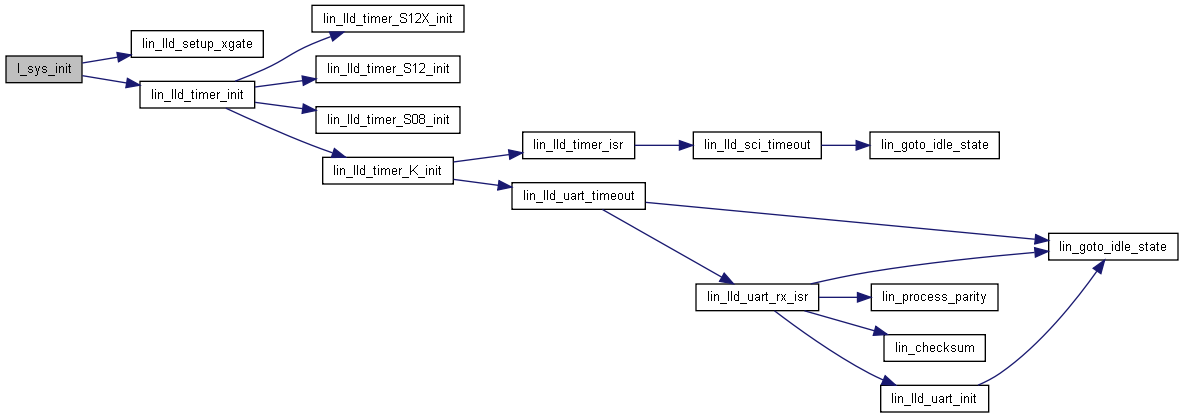 l_sys_init
lin_lld_setup_xgate
lin_lld_timer_init
lin_lld_timer_S12X_init
lin_lld_timer_S12_init
lin_lld_timer_S08_init
lin_lld_timer_K_init
lin_lld_timer_isr
lin_lld_sci_timeout
lin_goto_idle_state
lin_lld_uart_timeout
lin_goto_idle_state
lin_lld_uart_rx_isr
lin_process_parity
lin_checksum
lin_lld_uart_init